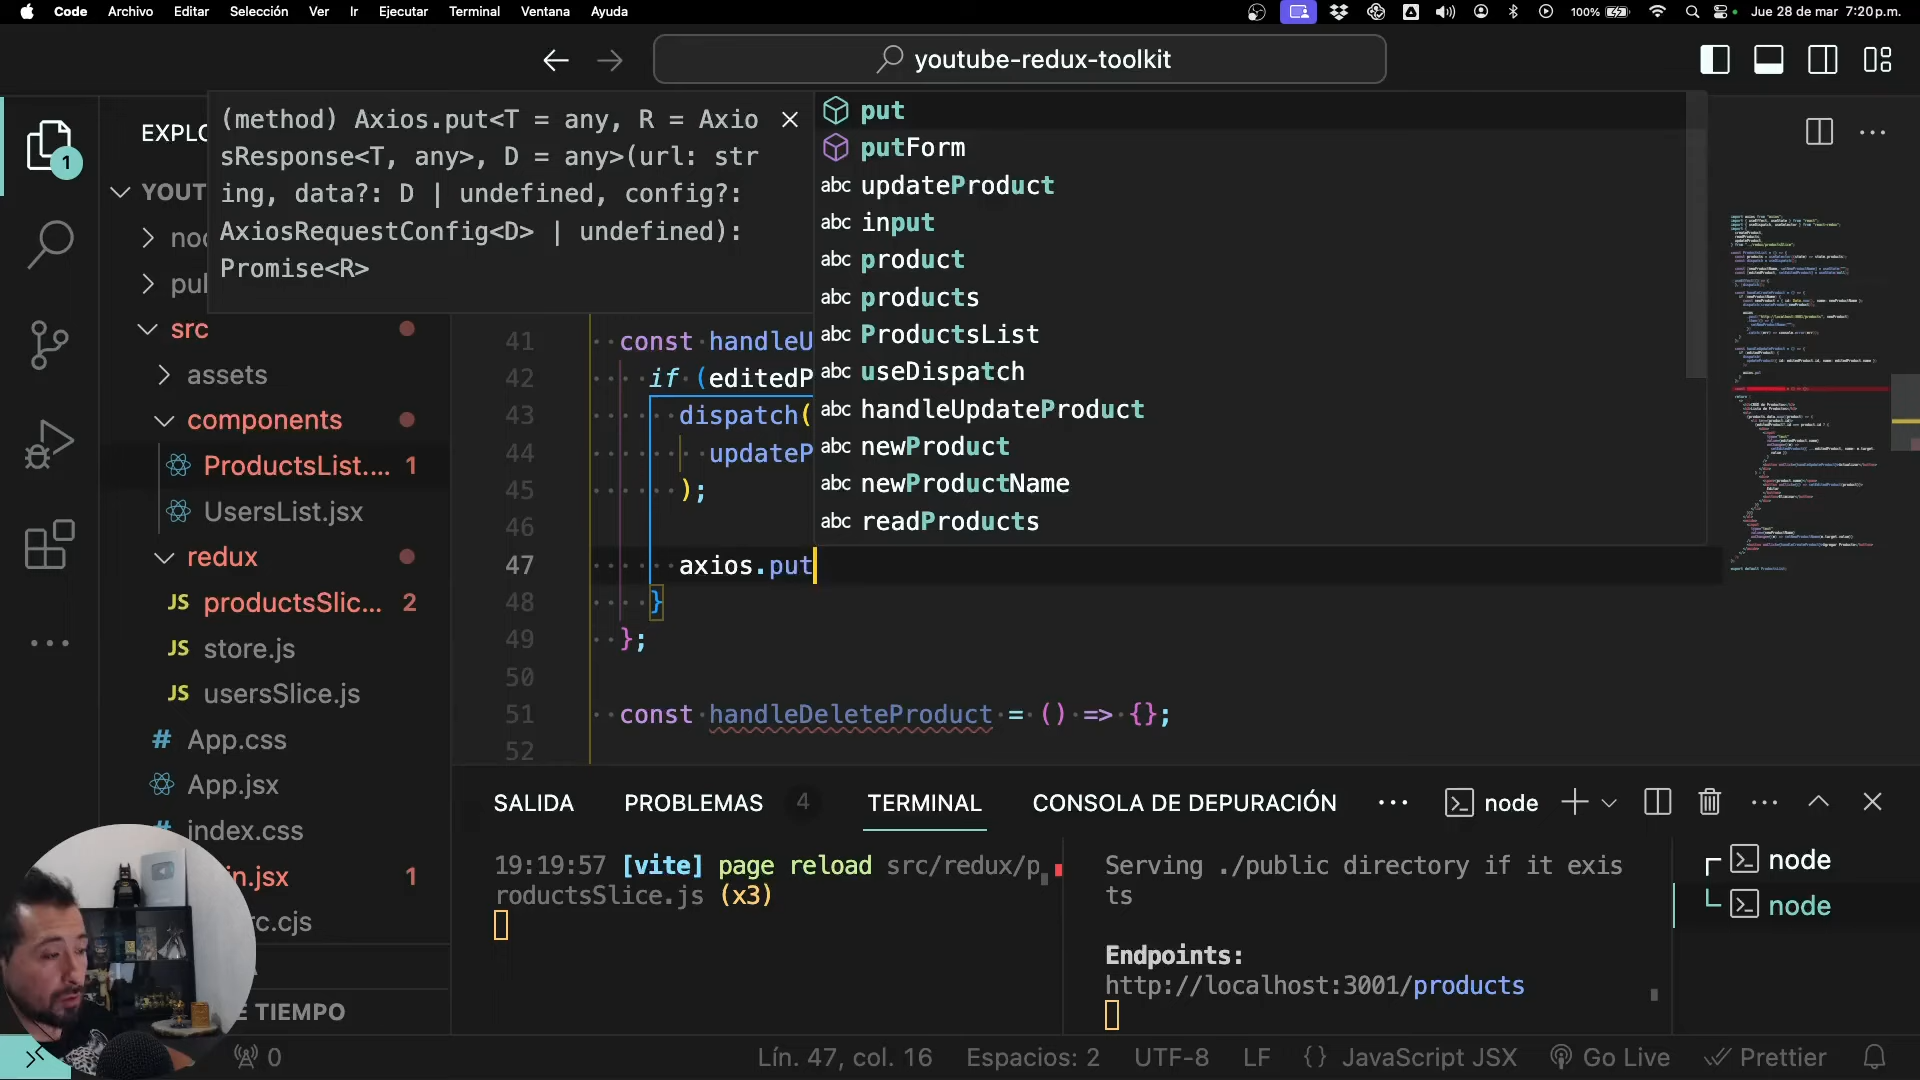 Code Archivo Editar Selección Ver Ir Ejecutar Terminal Ventana Ayuda 100% Jue 28 de mar 7:20 p.m.
youtube-redux-toolkit
EXPLO
YOUT
src
assets
components
ProductsList.... 1
UsersList.jsx
redux
productsSlic... 2
store.js
usersSlice.js
App.css
App.jsx
index.css
in.jsx 1
rc.cjs
E TIEMPO
(method) Axios.put<T = any, R = Axio
sResponse<T, any>, D = any>(url: str
ing, data?: D | undefined, config?:
AxiosRequestConfig<D> | undefined):
Promise<R>
put
putForm
abc updateProduct
abc input
abc product
abc products
abc ProductsList
abc useDispatch
abc handleUpdateProduct
abc newProduct
abc newProductName
abc readProducts
41 const handleU
42 if (editedP
43 dispatch(
44 updateP
45 );
46
47 axios.put
48 }
49 };
50
51 const handleDeleteProduct = () => {};
52
SALIDA PROBLEMAS 4 TERMINAL CONSOLA DE DEPURACIÓN ... node
19:19:57 [vite] page reload src/redux/p
roductsSlice.js (x3)
Serving ./public directory if it exis
ts
Endpoints:
http://localhost:3001/products
node
node
0 Lín. 47, col. 16 Espacios: 2 UTF-8 LF {} JavaScript JSX Go Live Prettier